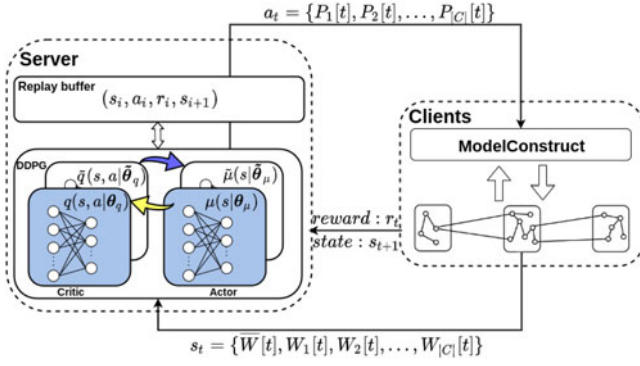 a_t = {P_1[t], P_2[t], ..., P_{|C|}[t]}
Server
Replay buffer
(s_i, a_i, r_i, s_{i+1})
DDPG
q̃(s, a|θ̃_q)
μ̃(s|θ̃_μ)
q(s, a|θ_q)
μ(s|θ_μ)
Critic
Actor
Clients
ModelConstruct
reward : r_t
state : s_{t+1}
s_t = {W̅[t], W_1[t], W_2[t], ..., W_{|C|}[t]}